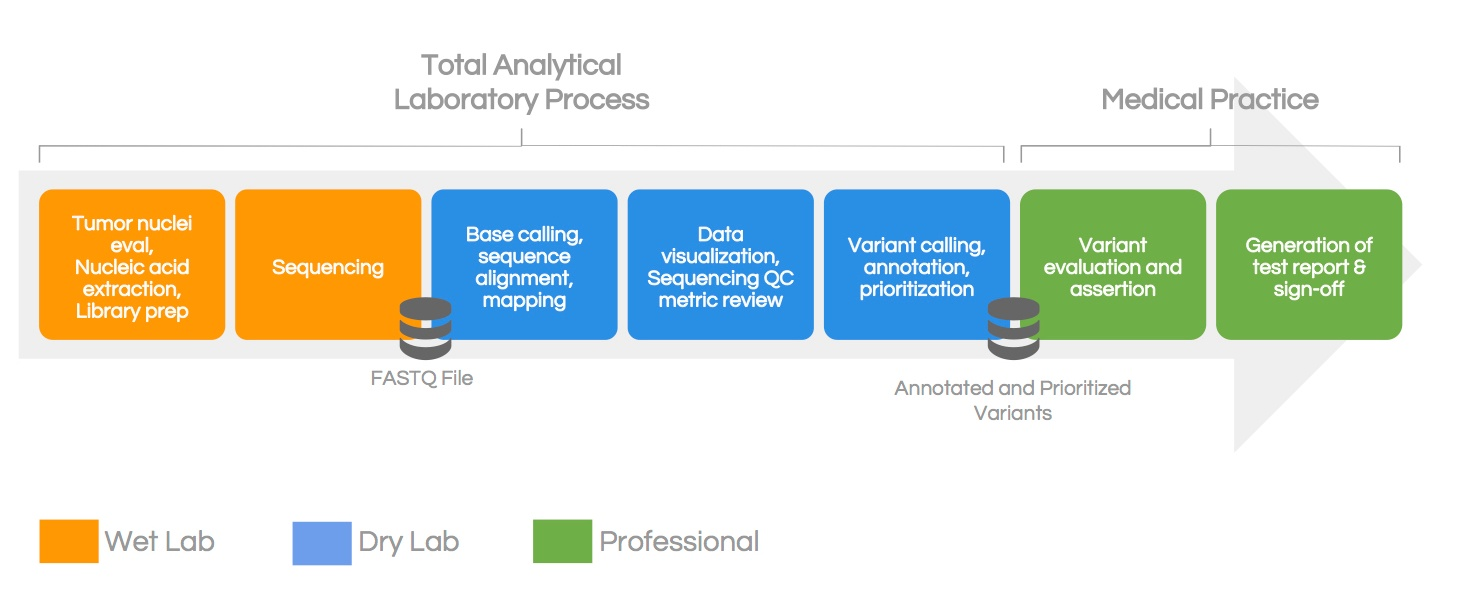 Total Analytical
Laboratory Process
Medical Practice
Tumor nuclei
eval,
Nucleic acid
extraction,
Library prep
Sequencing
Base calling,
sequence
alignment,
mapping
Data
visualization,
Sequencing QC
metric review
Variant calling,
annotation,
prioritization
Variant
evaluation and
assertion
Generation of
test report &
sign-off
FASTQ File
Annotated and Prioritized
Variants
Wet Lab
Dry Lab
Professional